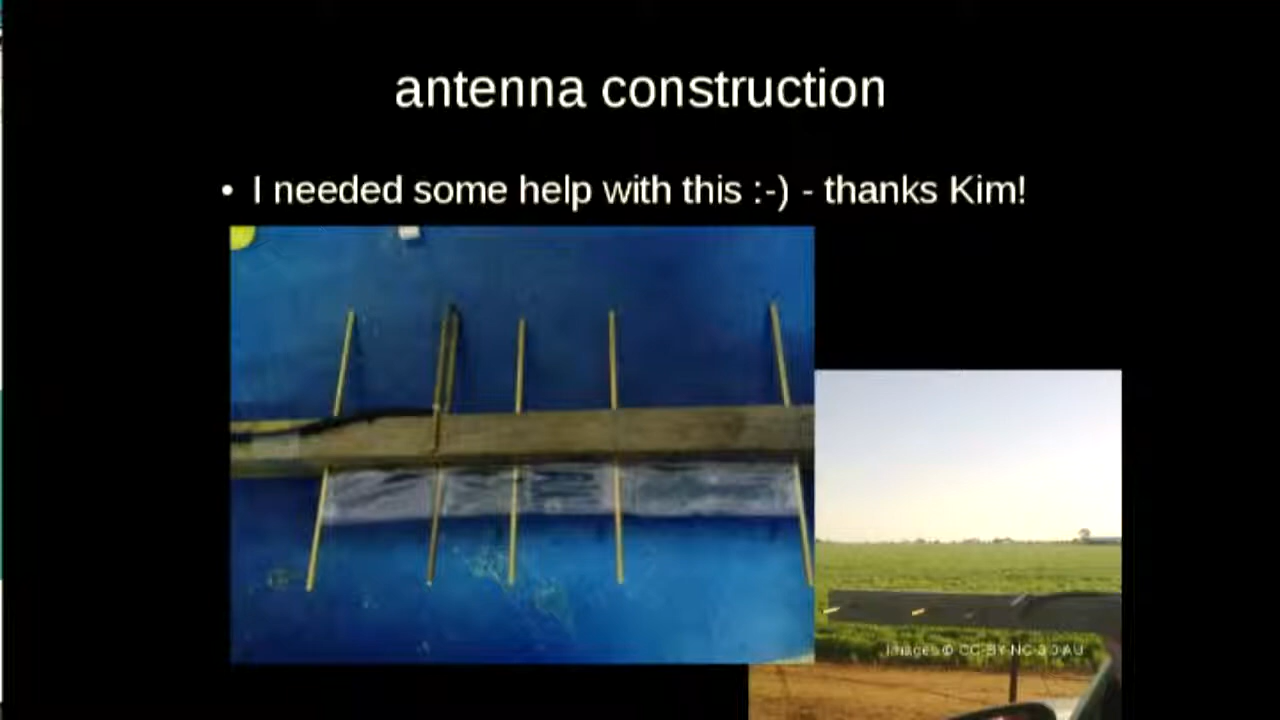 antenna construction
• I needed some help with this :-) - thanks Kim!
Images © CC-BY-NC-3.0 AU